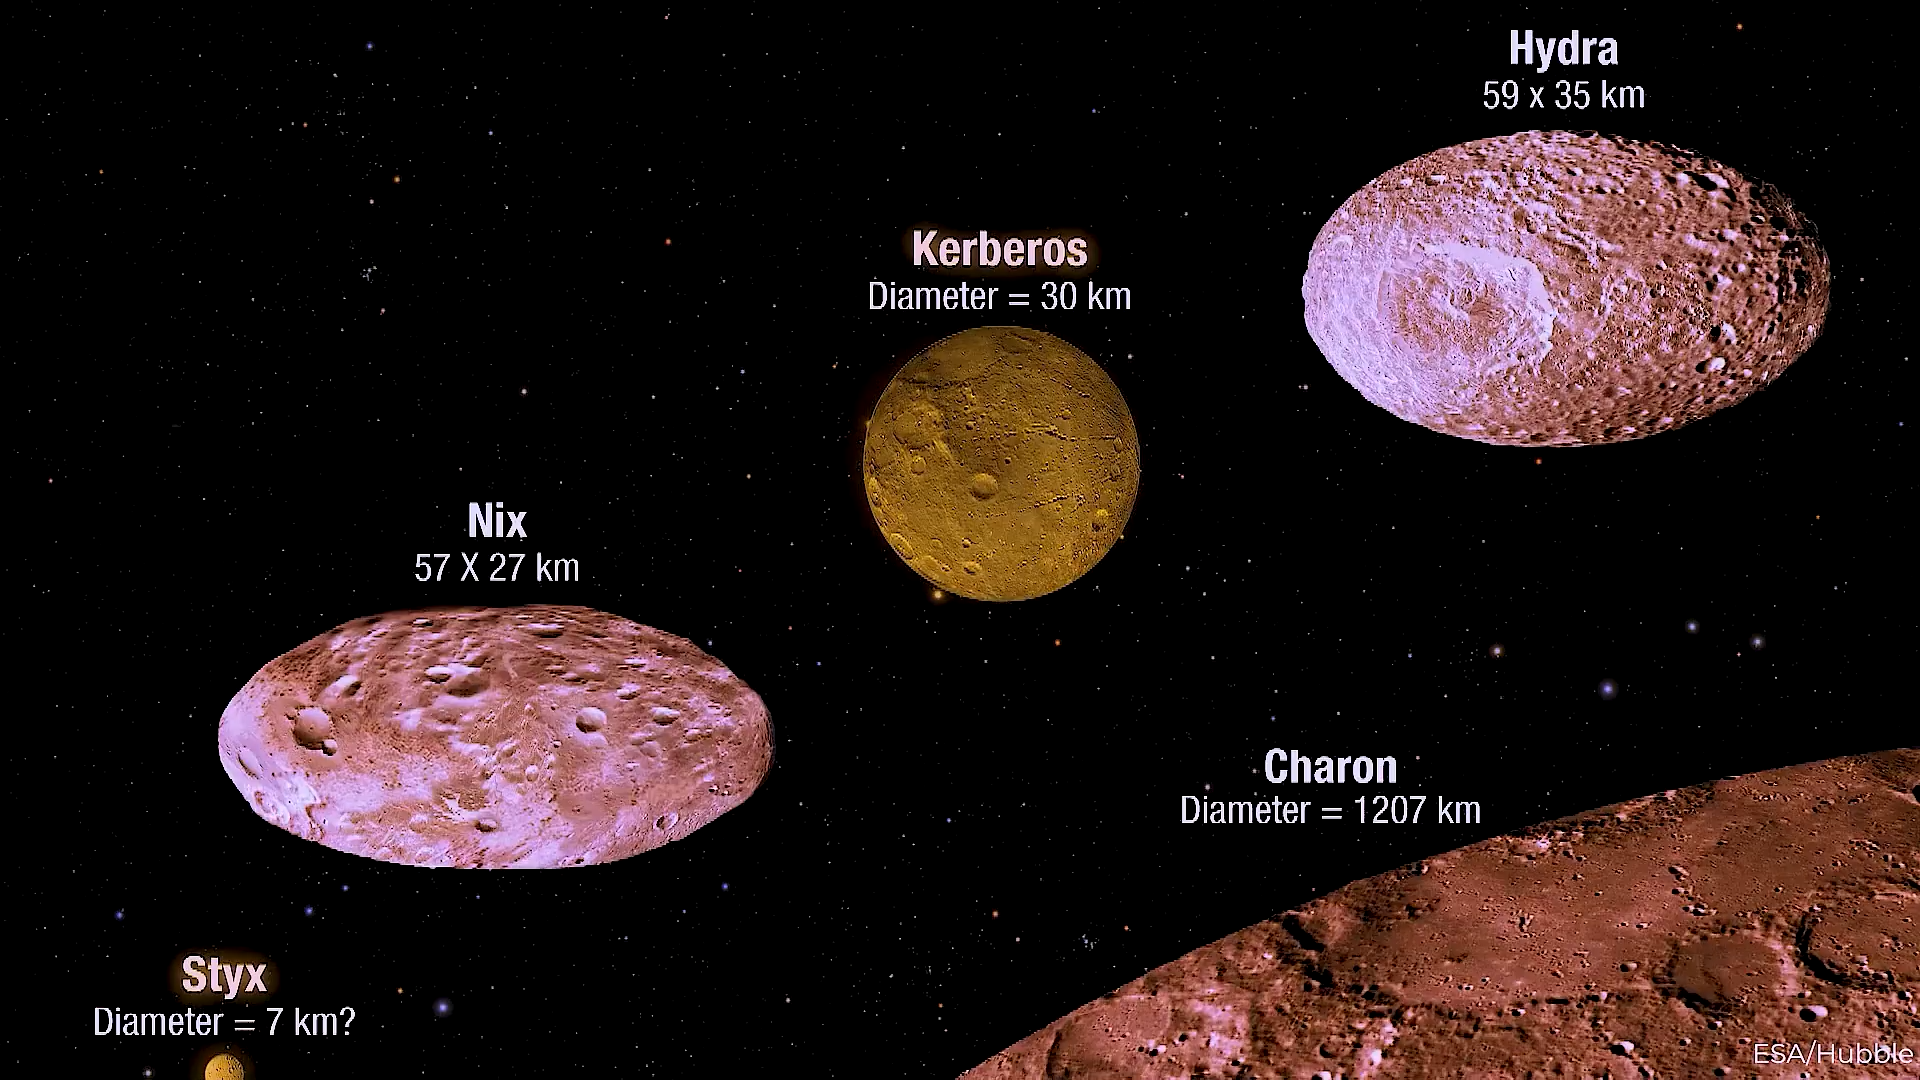 Hydra
59 x 35 km
Kerberos
Diameter = 30 km
Nix
57 X 27 km
Charon
Diameter = 1207 km
Styx
Diameter = 7 km?
ESA/Hubble